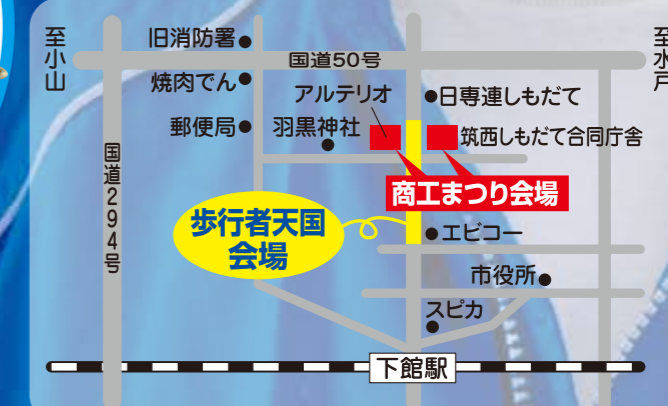 至小山
旧消防署
国道50号
至水戸
焼肉でん
アルテリオ
日専連しもだて
郵便局
羽黒神社
筑西しもだて合同庁舎
国道294号
商工まつり会場
歩行者天国
会場
エビコー
市役所
スピカ
下館駅